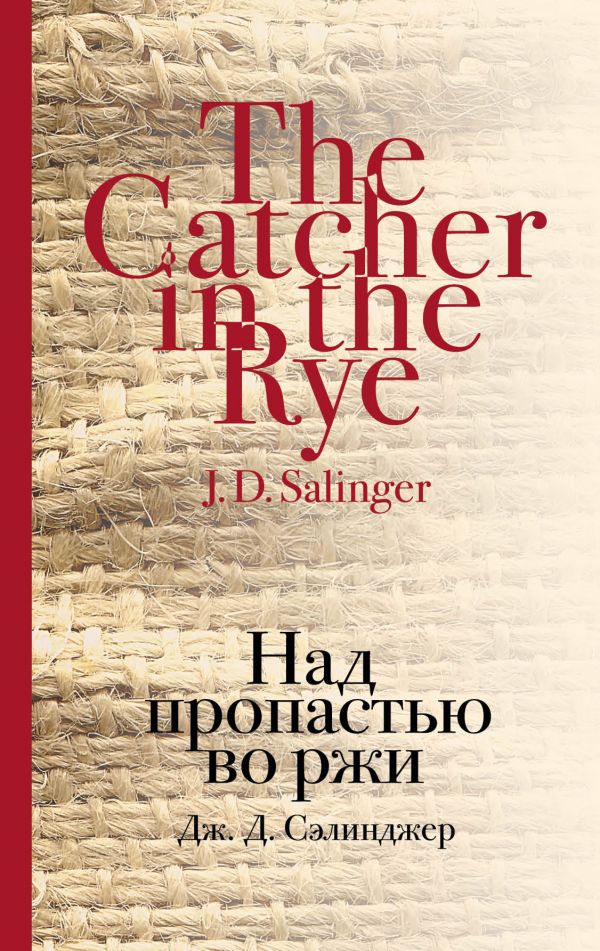 The
Catcher
in the
Rye
J. D. Salinger
Над
пропастью
во ржи
Дж. Д. Сэлинджер